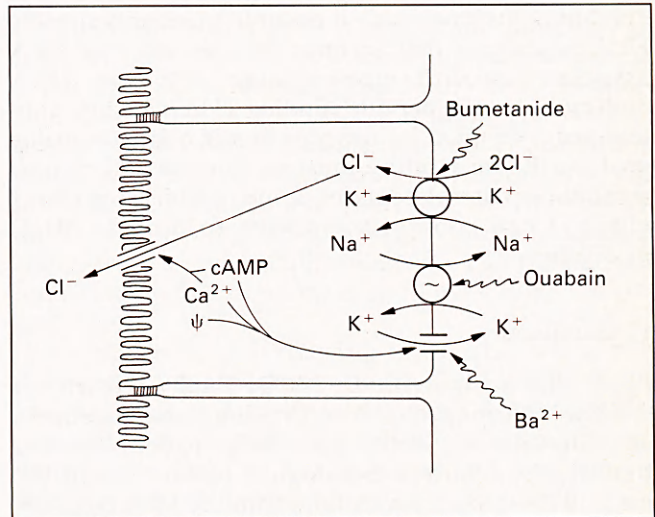 Bumetanide
Cl⁻ 2Cl⁻
K⁺ K⁺
Na⁺ Na⁺
cAMP
Cl⁻
Ca²⁺
~
Ouabain
ψ
K⁺ K⁺
Ba²⁺